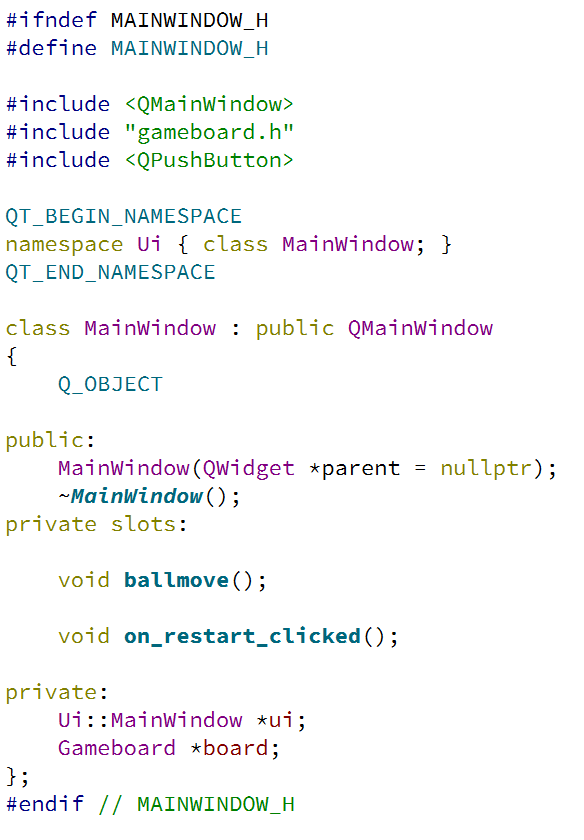 #ifndef MAINWINDOW_H
#define MAINWINDOW_H
#include <QMainWindow>
#include "gameboard.h"
#include <QPushButton>
QT_BEGIN_NAMESPACE
namespace Ui { class MainWindow; }
QT_END_NAMESPACE
class MainWindow : public QMainWindow
{
Q_OBJECT
public:
MainWindow(QWidget *parent = nullptr);
~MainWindow();
private slots:
void ballmove();
void on_restart_clicked();
private:
Ui::MainWindow *ui;
Gameboard *board;
};
#endif // MAINWINDOW_H